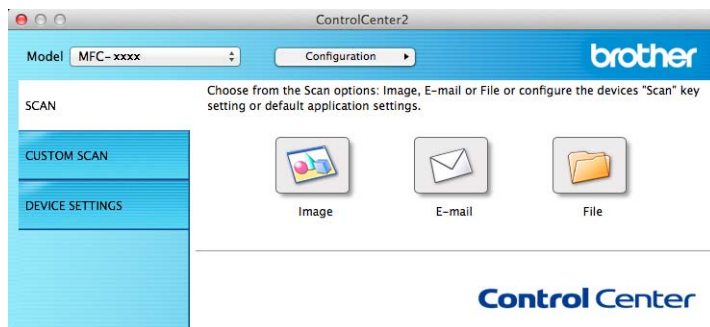 ControlCenter2
Model MFC-xxxx Configuration brother
SCAN
CUSTOM SCAN
DEVICE SETTINGS
Choose from the Scan options: Image, E-mail or File or configure the devices "Scan" key
setting or default application settings.
Image E-mail File
Control Center